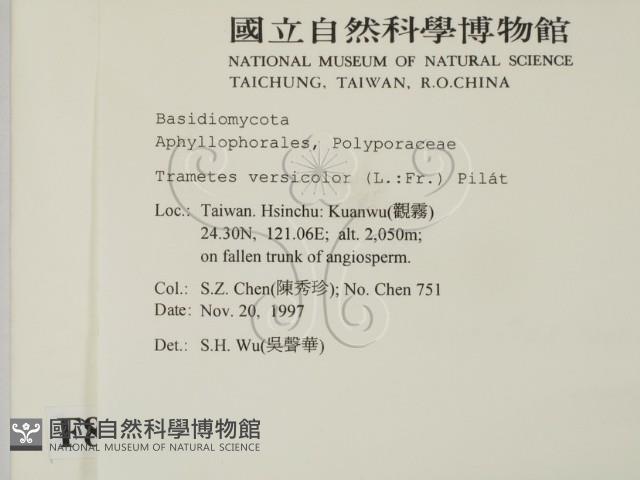 國立自然科學博物館
NATIONAL MUSEUM OF NATURAL SCIENCE
TAICHUNG, TAIWAN, R.O.CHINA
Basidiomycota
Aphyllophorales, Polyporaceae
Trametes versicolor (L.:Fr.) Pilát
Loc.: Taiwan. Hsinchu: Kuanwu(觀霧)
24.30N, 121.06E; alt. 2,050m;
on fallen trunk of angiosperm.
Col.: S.Z. Chen(陳秀珍); No. Chen 751
Date: Nov. 20, 1997
Det.: S.H. Wu(吳聲華)
國立自然科學博物館
NATIONAL MUSEUM OF NATURAL SCIENCE